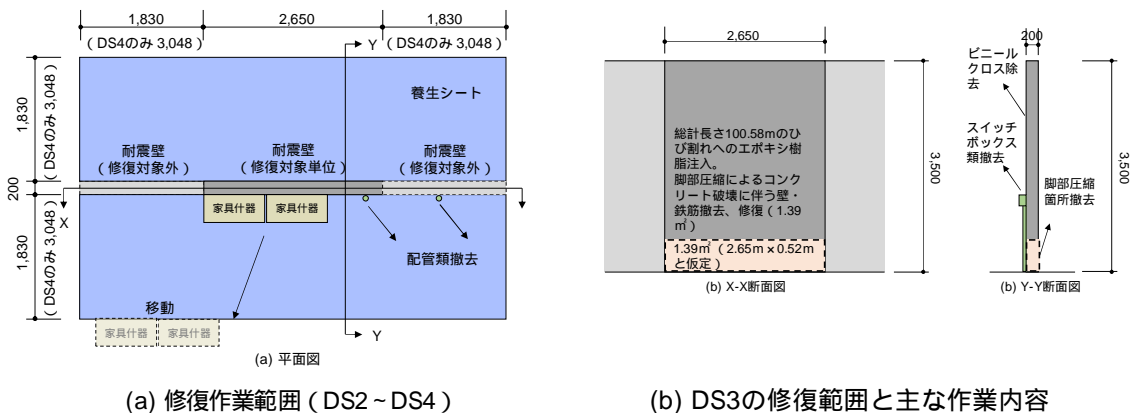 1,830
2,650
1,830
(DS4のみ 3,048)
(DS4のみ 3,048)
Y
養生シート
1,830
(DS4のみ 3,048)
耐震壁
(修復対象外)
耐震壁
(修復対象単位)
耐震壁
(修復対象外)
200
X
家具什器
家具什器
1,830
(DS4のみ 3,048)
配管類撤去
移動
家具什器
家具什器
Y
(a) 平面図
(a) 修復作業範囲(DS2~DS4)
2,650
総計長さ100.58mのひ
び割れへのエポキシ樹
脂注入。
脚部圧縮によるコンク
リート破壊に伴う壁・
鉄筋撤去、修復(1.39
㎡)
1.39㎡(2.65m x 0.52m
と仮定)
3,500
(b) X-X断面図
200
ビニール
クロス除
去
スイッチ
ボックス
類撤去
脚部圧縮
箇所撤去
3,500
(b) Y-Y断面図
(b) DS3の修復範囲と主な作業内容